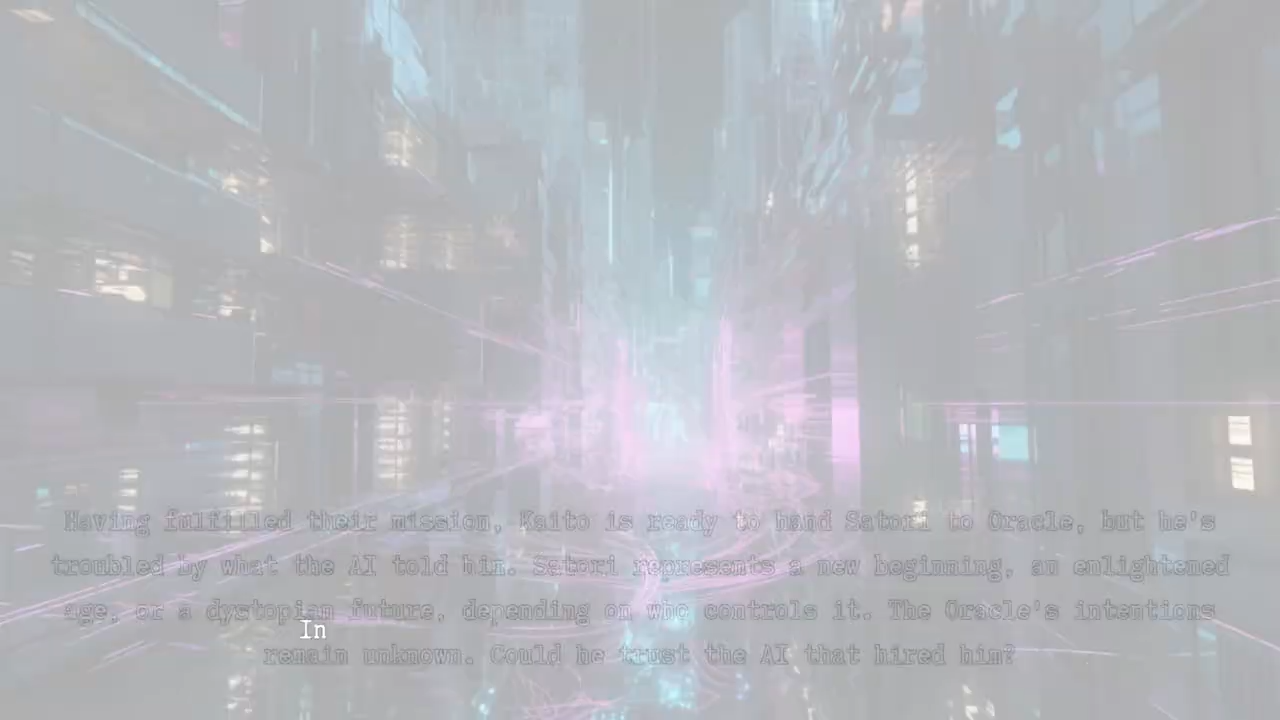 Having fulfilled their mission, Kaito is ready to hand Satori to Oracle, but he's
troubled by what the AI told him. Satori represents a new beginning, an enlightened
age, or a dystopian future, depending on who controls it. The Oracle's intentions
In
remain unknown. Could he trust the AI that hired him?